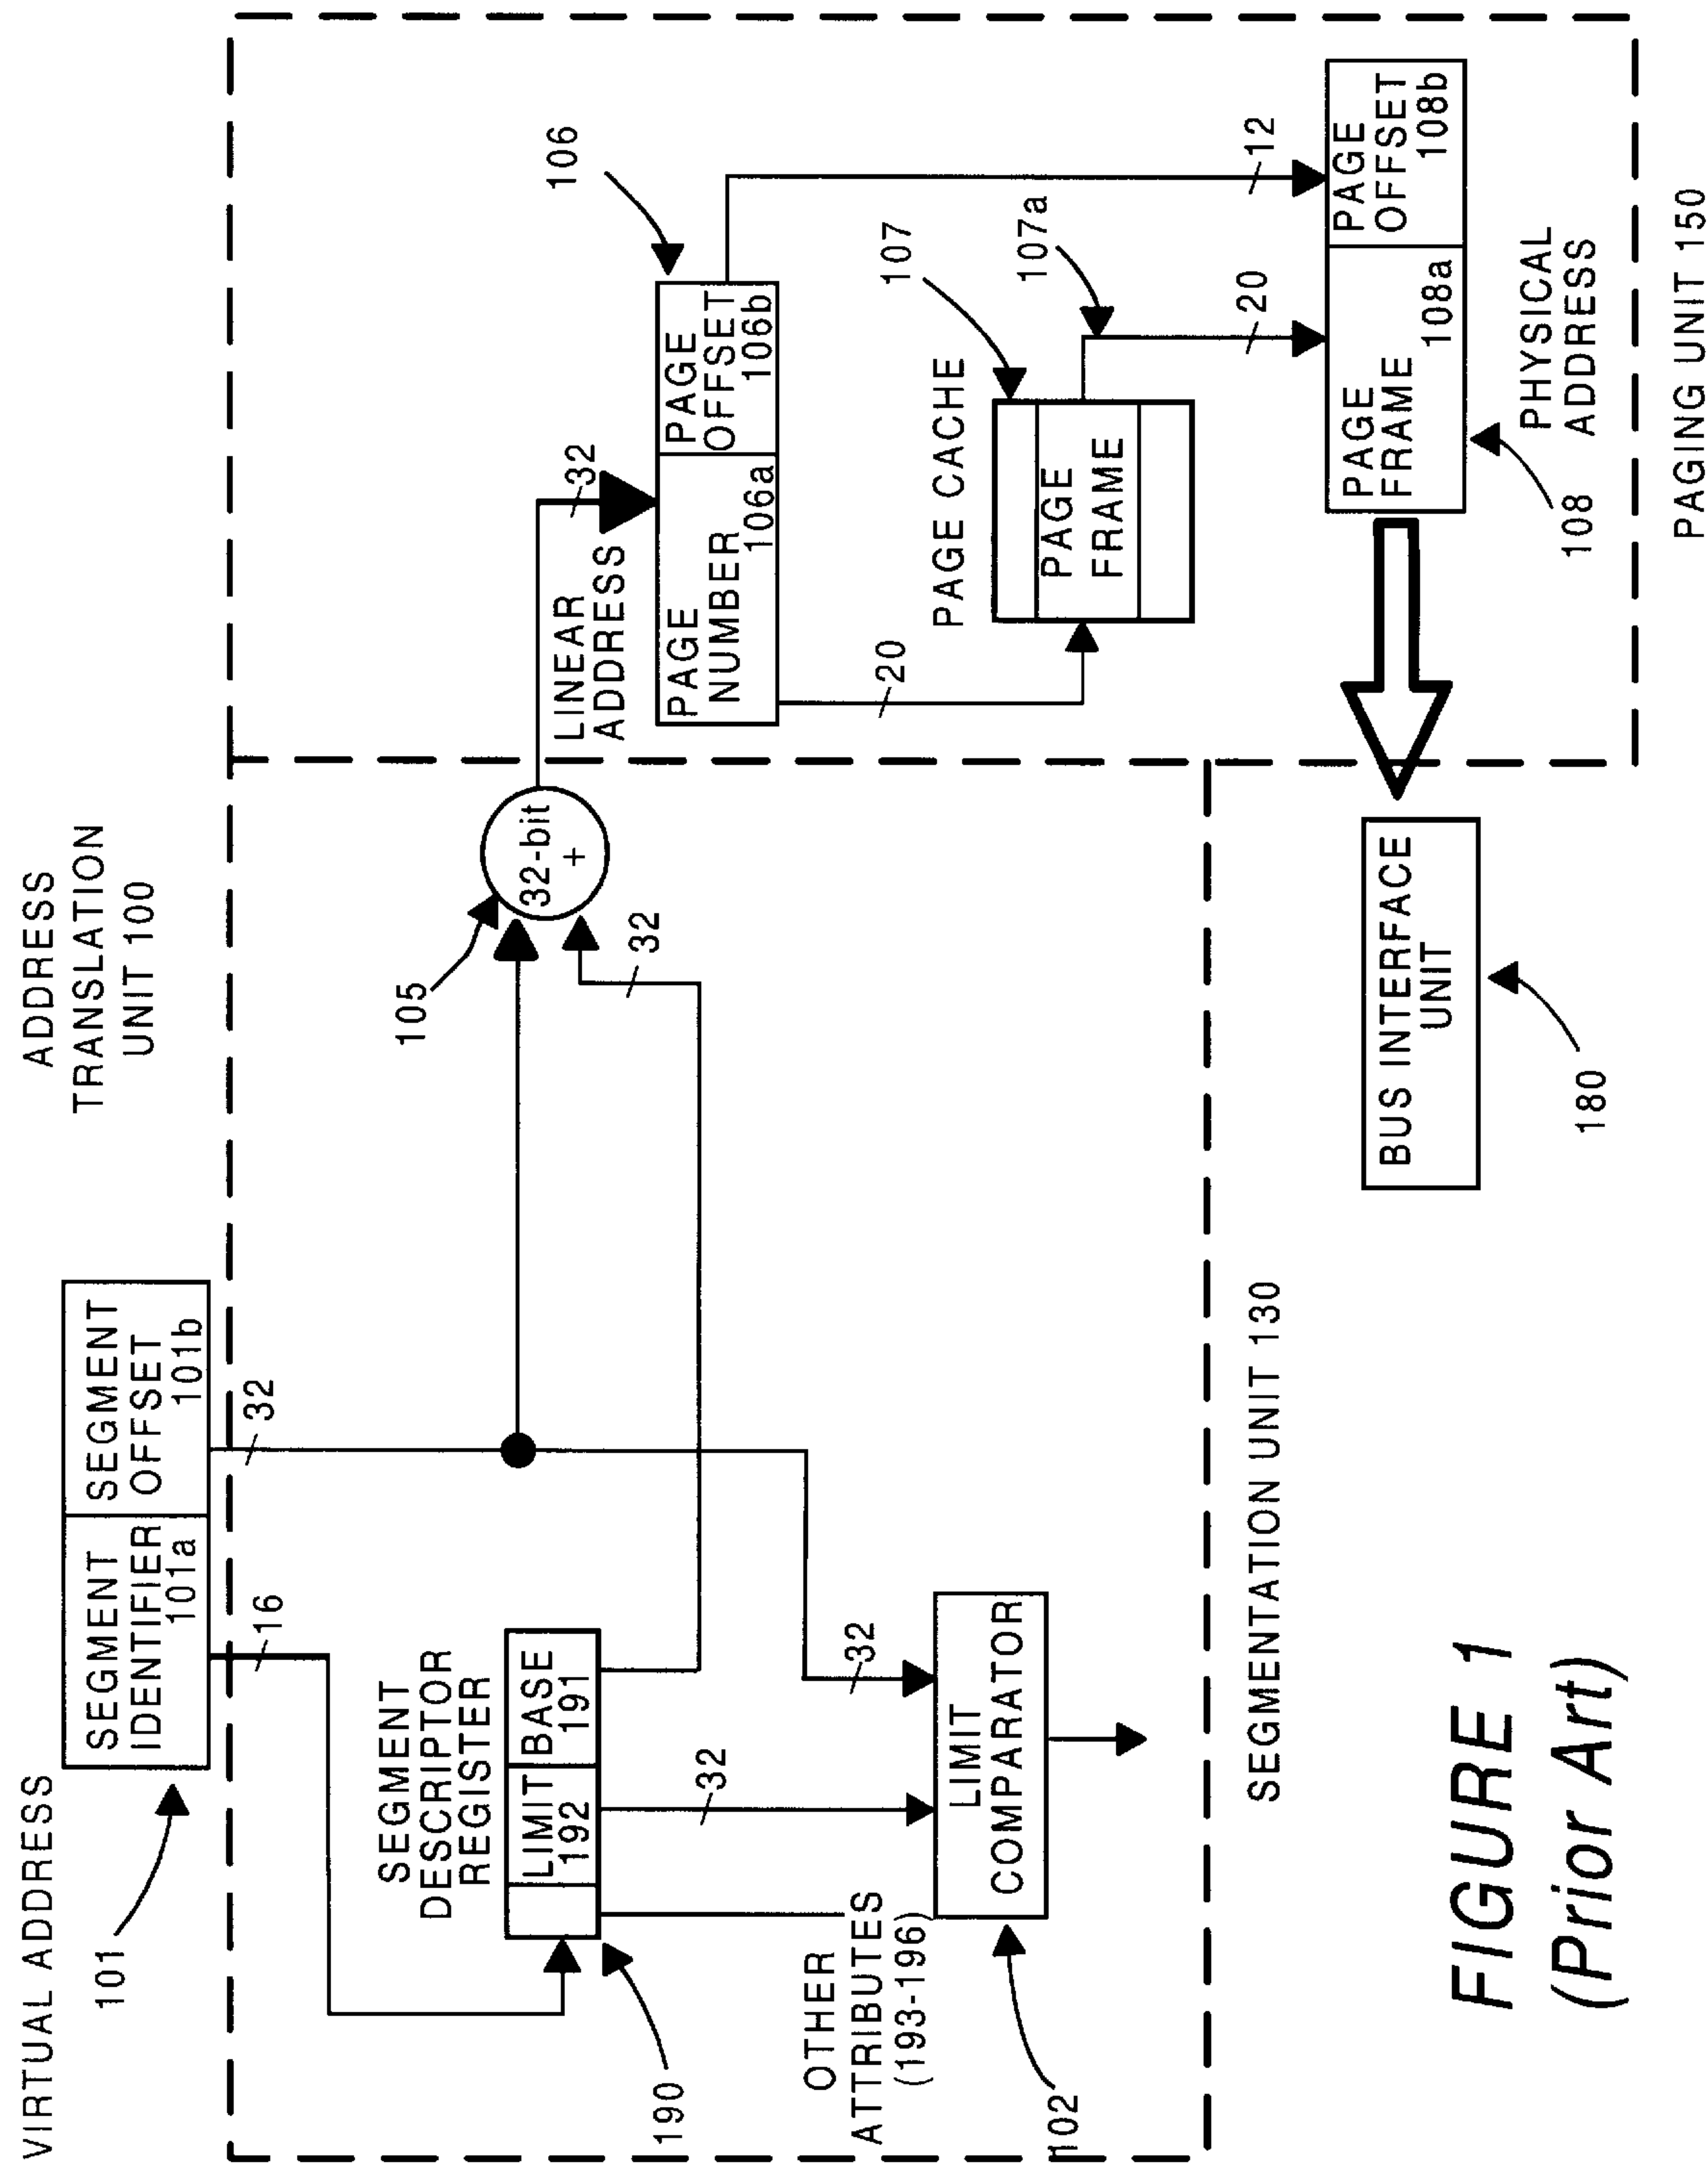 VIRTUAL ADDRESS
101
SEGMENT
IDENTIFIER
101a
SEGMENT
OFFSET
101b
ADDRESS
TRANSLATION
UNIT 100
16
32
SEGMENT
DESCRIPTOR
REGISTER
LIMIT
192
BASE
191
190
OTHER
ATTRIBUTES
(193-196)
32
32
LIMIT
COMPARATOR
102
105
32-bit
+
32
SEGMENTATION UNIT 130
LINEAR
ADDRESS
32
106
PAGE
NUMBER
106a
PAGE
OFFSET
106b
20
PAGE CACHE
107
PAGE
FRAME
107a
20
12
PAGE
FRAME
108a
PAGE
OFFSET
108b
108
PHYSICAL
ADDRESS
PAGING UNIT 150
BUS INTERFACE
UNIT
180
FIGURE 1
(Prior Art)